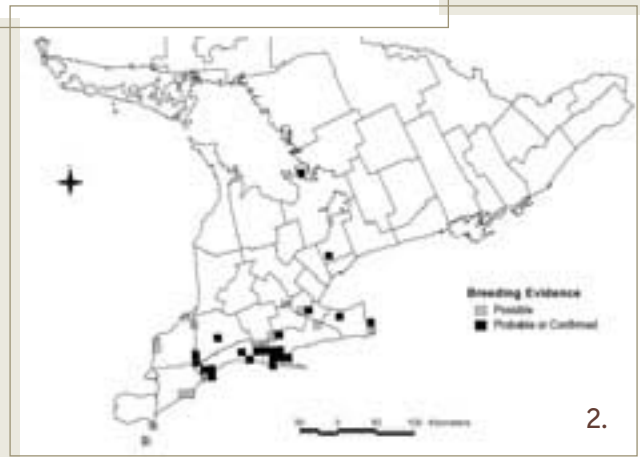 Breeding Evidence
Possible
Probable or Confirmed
Kilometers
2.